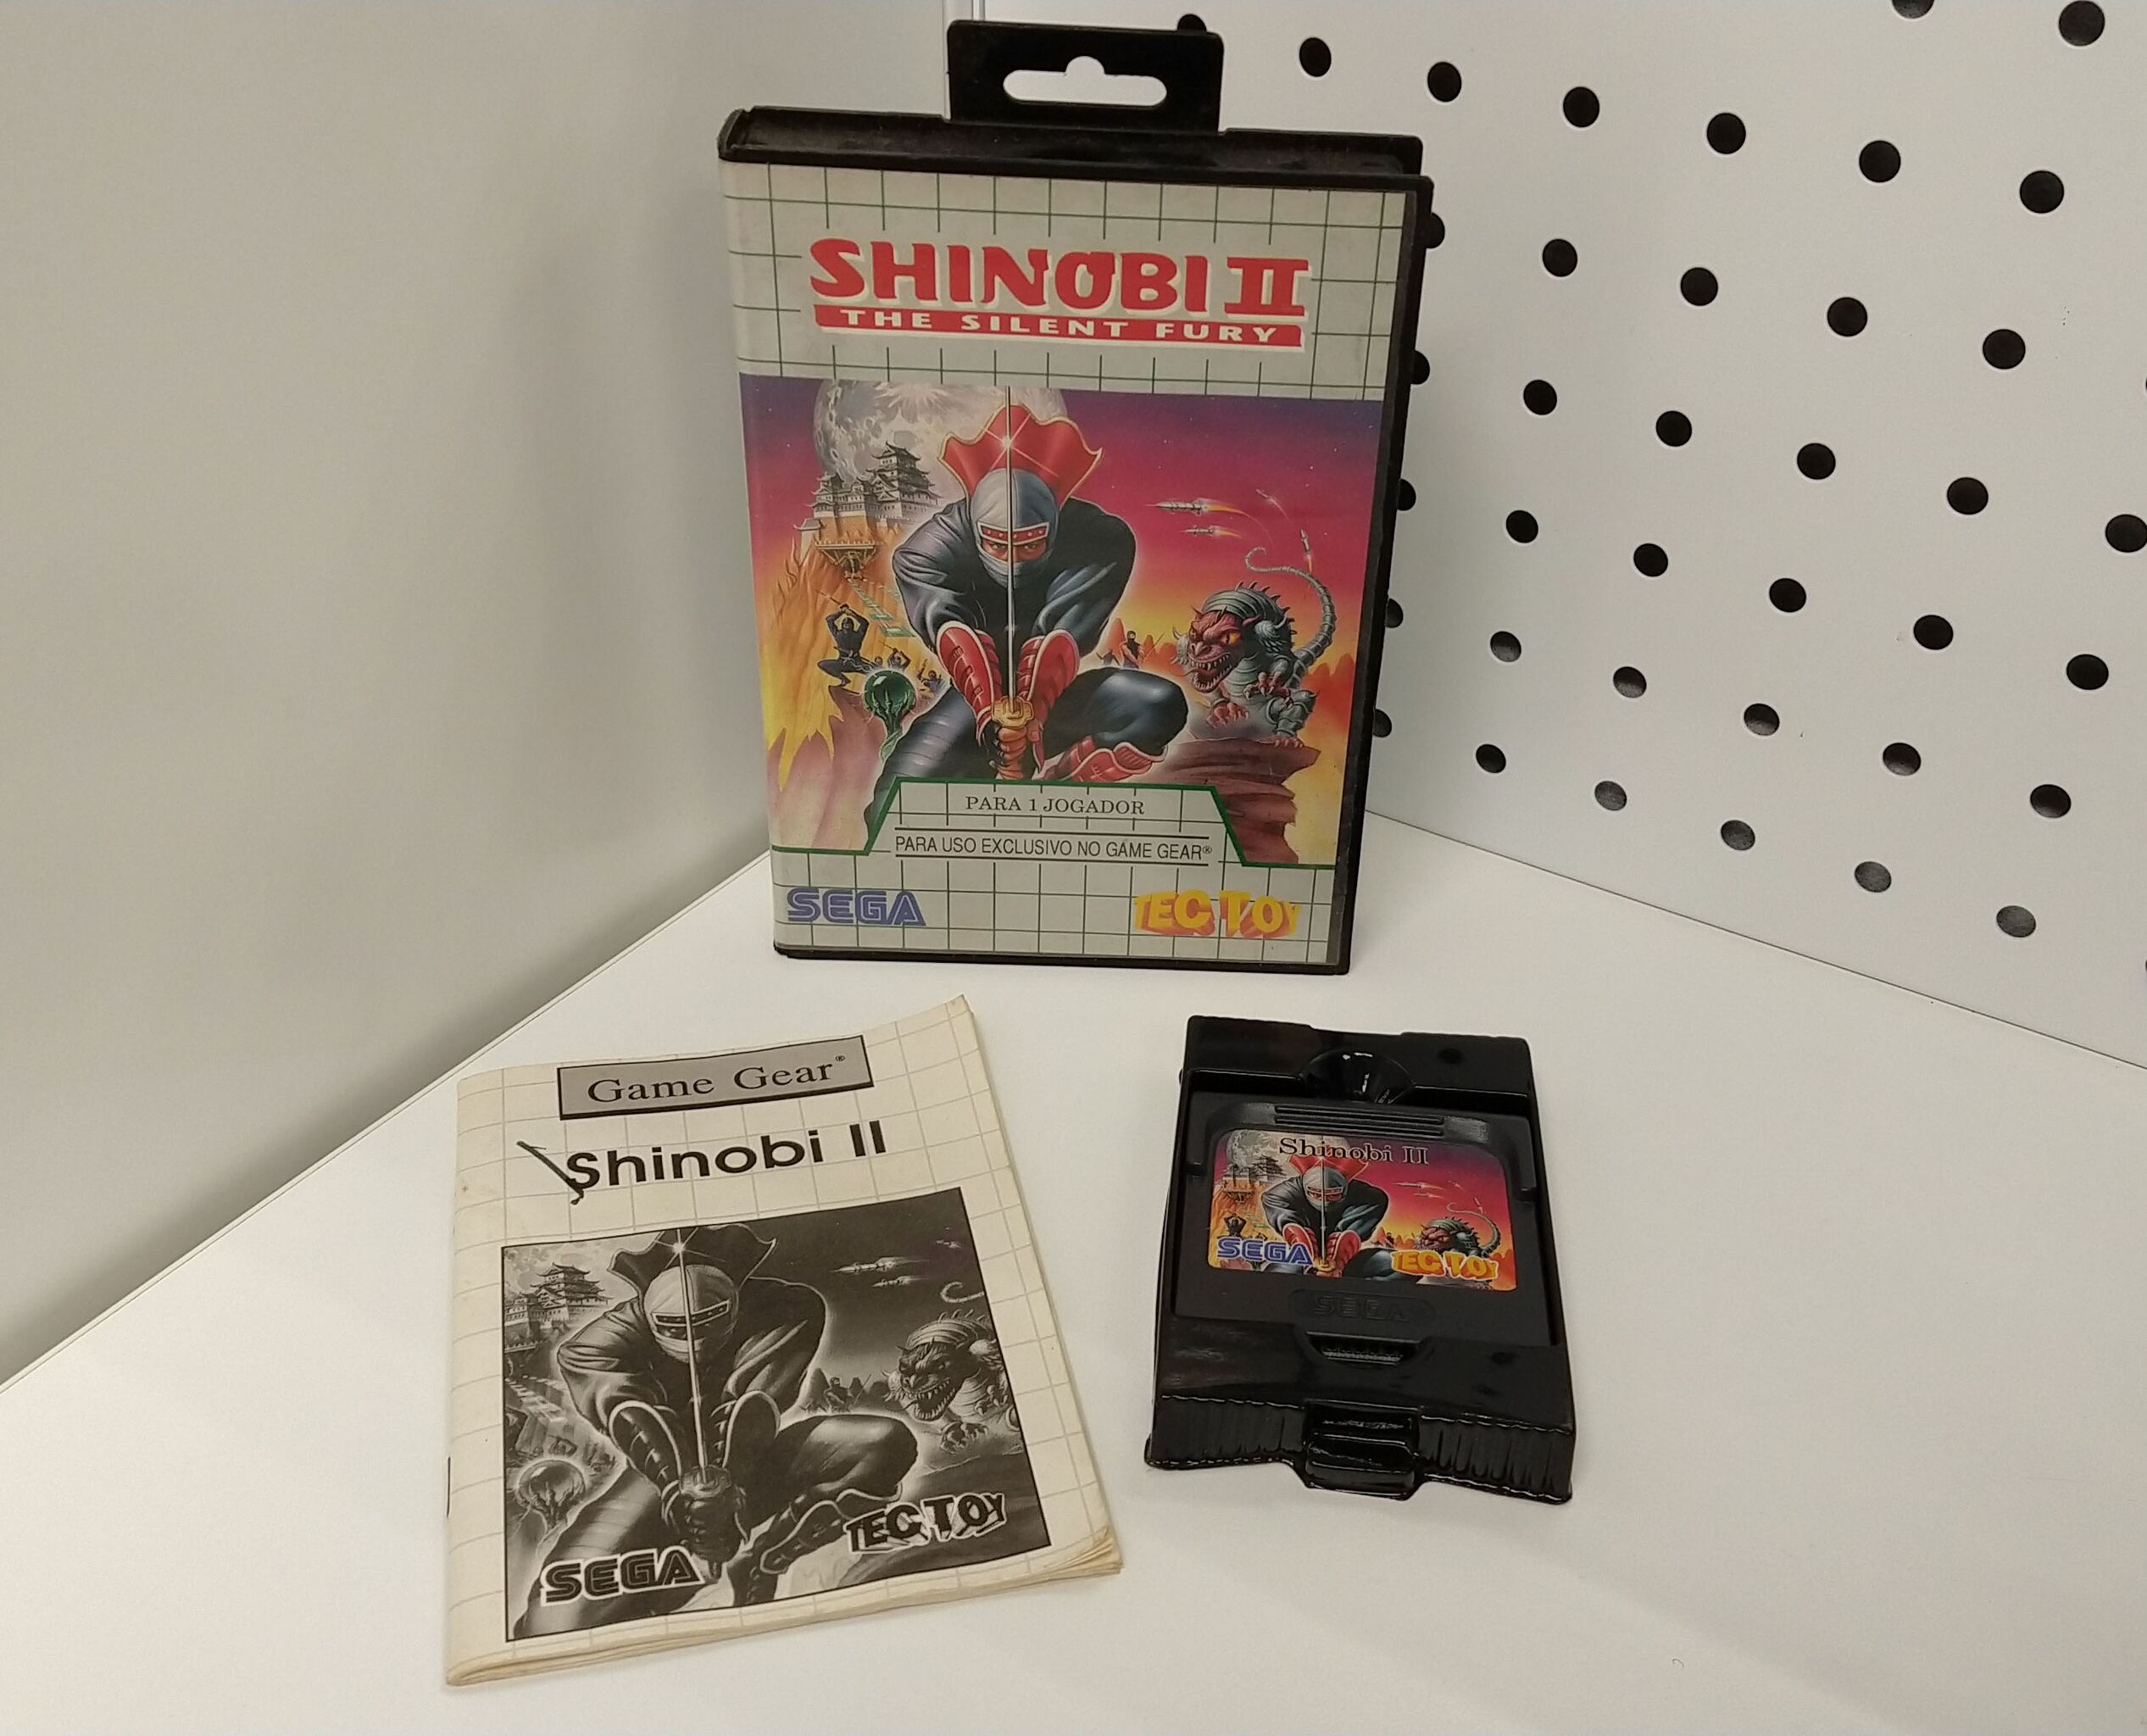 SHINOBI II
THE SILENT FURY
PARA 1 JOGADOR
PARA USO EXCLUSIVO NO GAME GEAR®
SEGA
TEC TOY
Game Gear®
Shinobi II
SEGA
TEC TOY
Shinobi II
SEGA
TEC TOY
SEGA